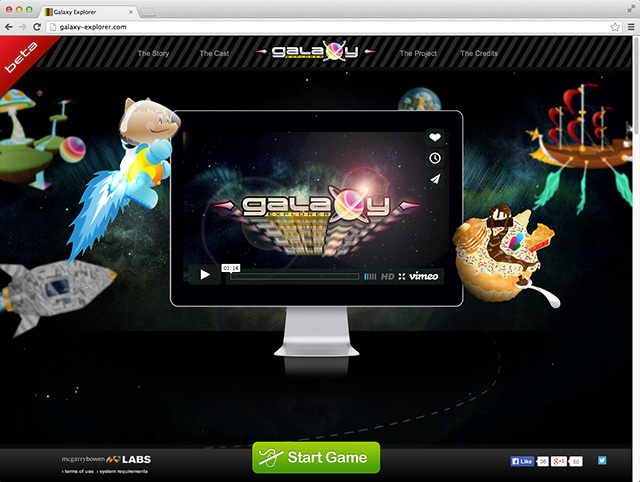 Galaxy Explorer
galaxy-explorer.com
beta
The Story
The Cast
galaxy
EXPLORER
The Project
The Credits
galaxy
EXPLORER
01:14
HD
vimeo
mcgarrybowen LABS
› terms of use › system requirements
Start Game
Like 36
+1 50